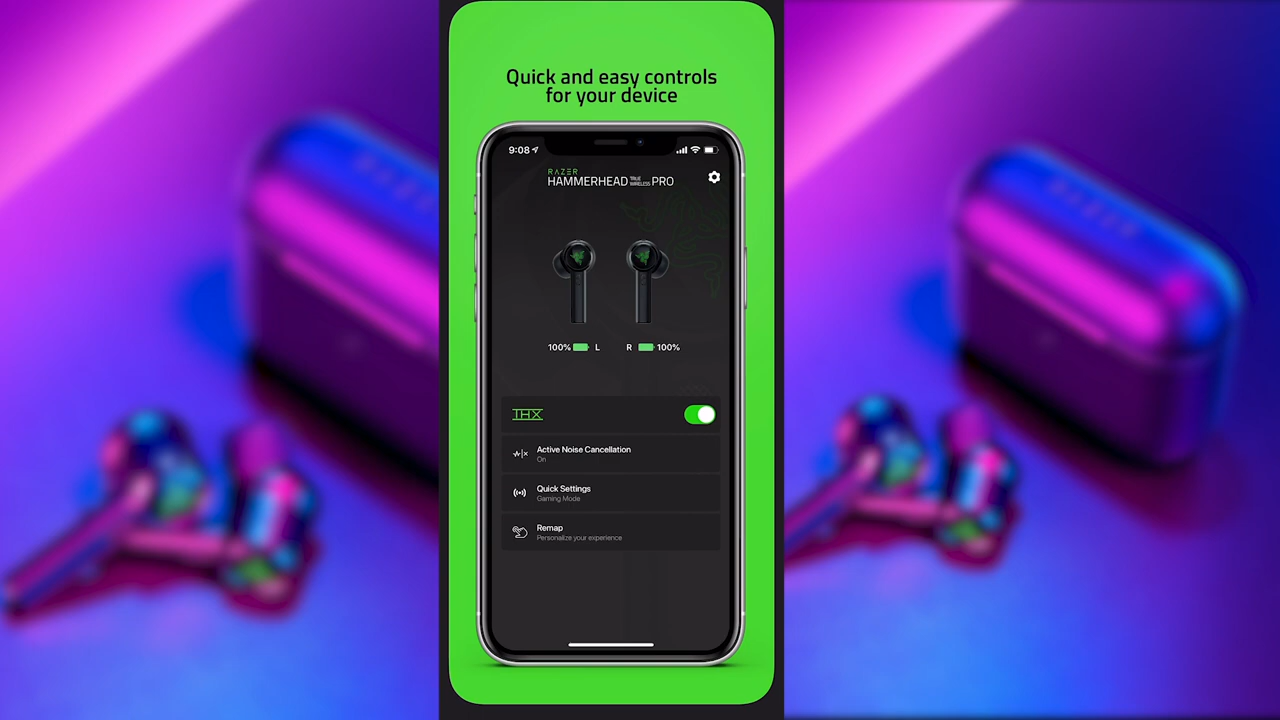 Quick and easy controls
for your device
9:08
RAZER
HAMMERHEAD TRUE WIRELESS PRO
100% L R 100%
THX
Active Noise Cancellation
On
Quick Settings
Gaming Mode
Remap
Personalize your experience